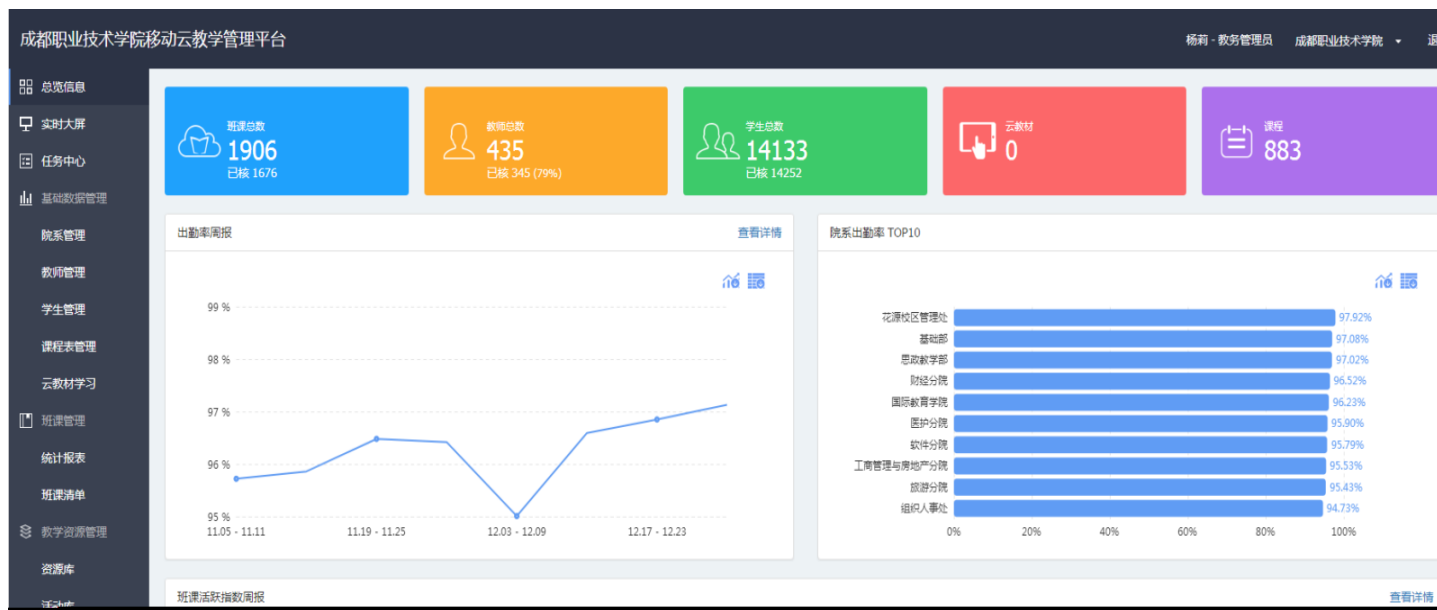 成都职业技术学院移动云教学管理平台
杨莉 - 教务管理员 成都职业技术学院
总览信息
实时大屏
任务中心
基础数据管理
院系管理
教师管理
学生管理
课程表管理
云教材学习
班课管理
统计报表
班课清单
教学资源管理
资源库
班课总数
1906
已核 1676
教师总数
435
已核 345 (79%)
学生总数
14133
已核 14252
云教材
0
课程
883
出勤率周报 查看详情
99 %
98 %
97 %
96 %
95 %
11.05 - 11.11 11.19 - 11.25 12.03 - 12.09 12.17 - 12.23
院系出勤率 TOP10
花源校区管理处 97.92%
基础部 97.08%
思政教学部 97.02%
财经分院 96.52%
国际教育学院 96.23%
医护分院 95.90%
软件分院 95.79%
工商管理与房地产分院 95.53%
旅游分院 95.43%
组织人事处 94.73%
0% 20% 40% 60% 80% 100%
班课活跃指数周报 查看详情